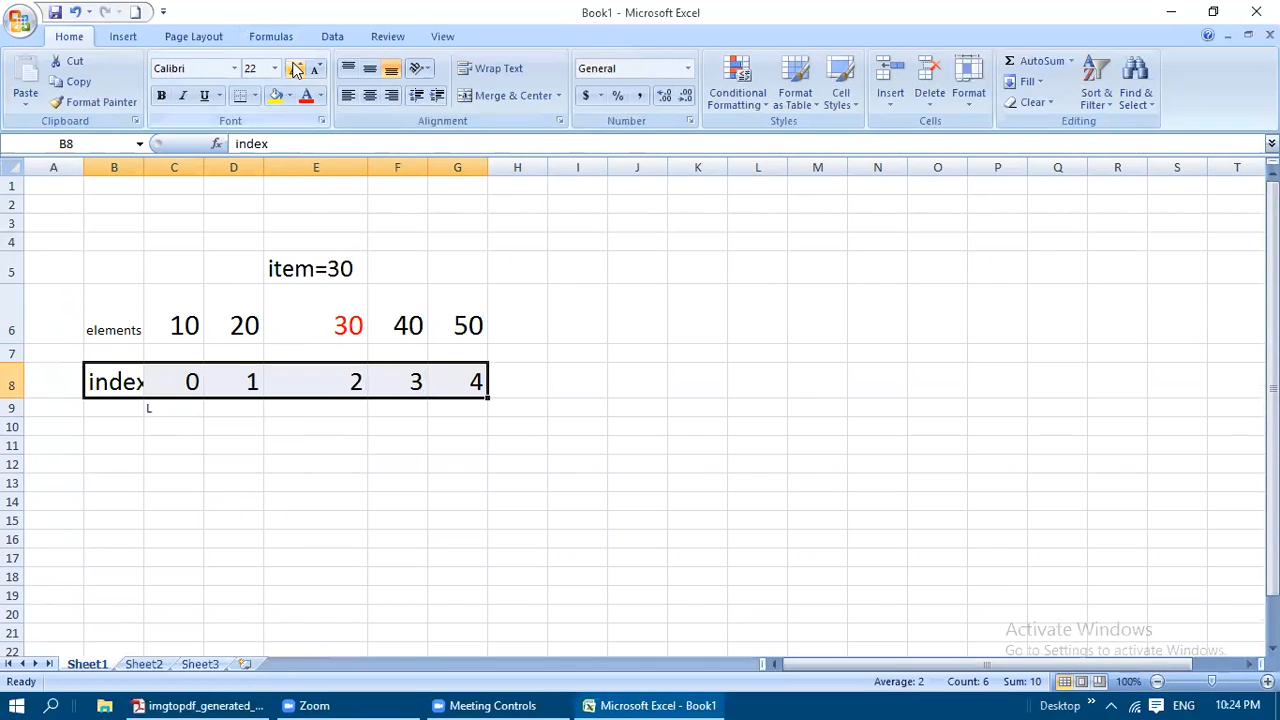 Book1 - Microsoft Excel
Home Insert Page Layout Formulas Data Review View
Paste
Cut
Copy
Format Painter
Clipboard
Calibri 22
B I U A
Font
Wrap Text
Merge & Center
Alignment
General
$ % ,
Number
Conditional Formatting
Format as Table
Cell Styles
Styles
Insert Delete Format
Cells
AutoSum
Fill
Clear
Sort & Filter
Find & Select
Editing
B8 fx index
A B C D E F G H I J K L M N O P Q R S T
1
2
3
4
5 item=30
6 elements 10 20 30 40 50
7
8 index 0 1 2 3 4
9 L
10
11
12
13
14
15
16
17
18
19
20
21
22
Activate Windows
Go to Settings to activate Windows.
Sheet1 Sheet2 Sheet3
Ready Average: 2 Count: 6 Sum: 10 100%
imgtopdf_generated_... Zoom Meeting Controls Microsoft Excel - Book1 Desktop ENG 10:24 PM